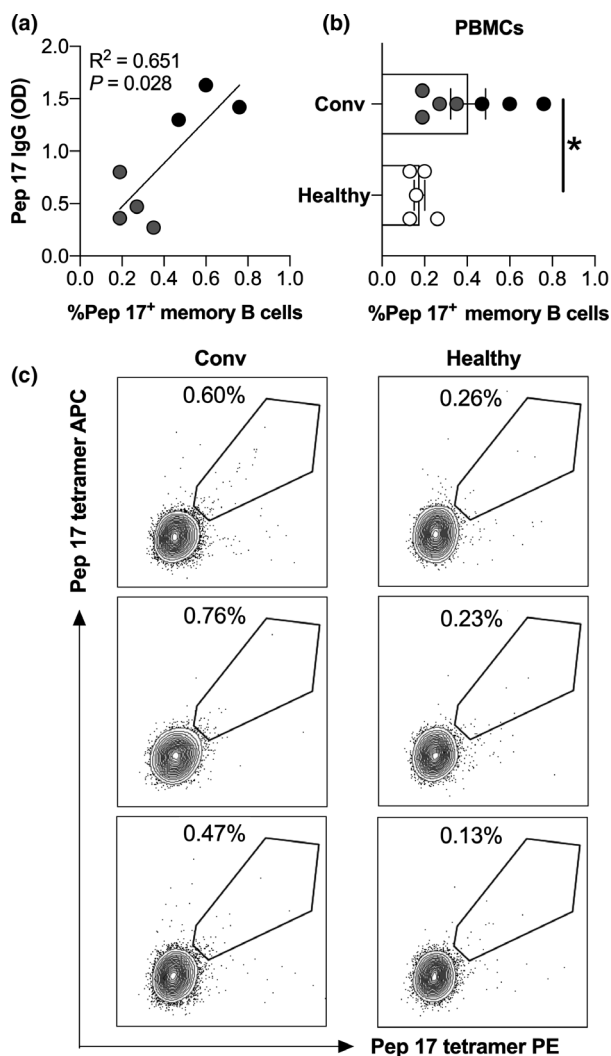 (a)
R² = 0.651
P = 0.028
Pep 17 IgG (OD)
2.0
1.5
1.0
0.5
0.0
0.0 0.2 0.4 0.6 0.8 1.0
%Pep 17⁺ memory B cells
(b)
PBMCs
Conv
Healthy
*
0.0 0.2 0.4 0.6 0.8 1.0
%Pep 17⁺ memory B cells
(c)
Conv Healthy
Pep 17 tetramer APC
0.60% 0.26%
0.76% 0.23%
0.47% 0.13%
Pep 17 tetramer PE